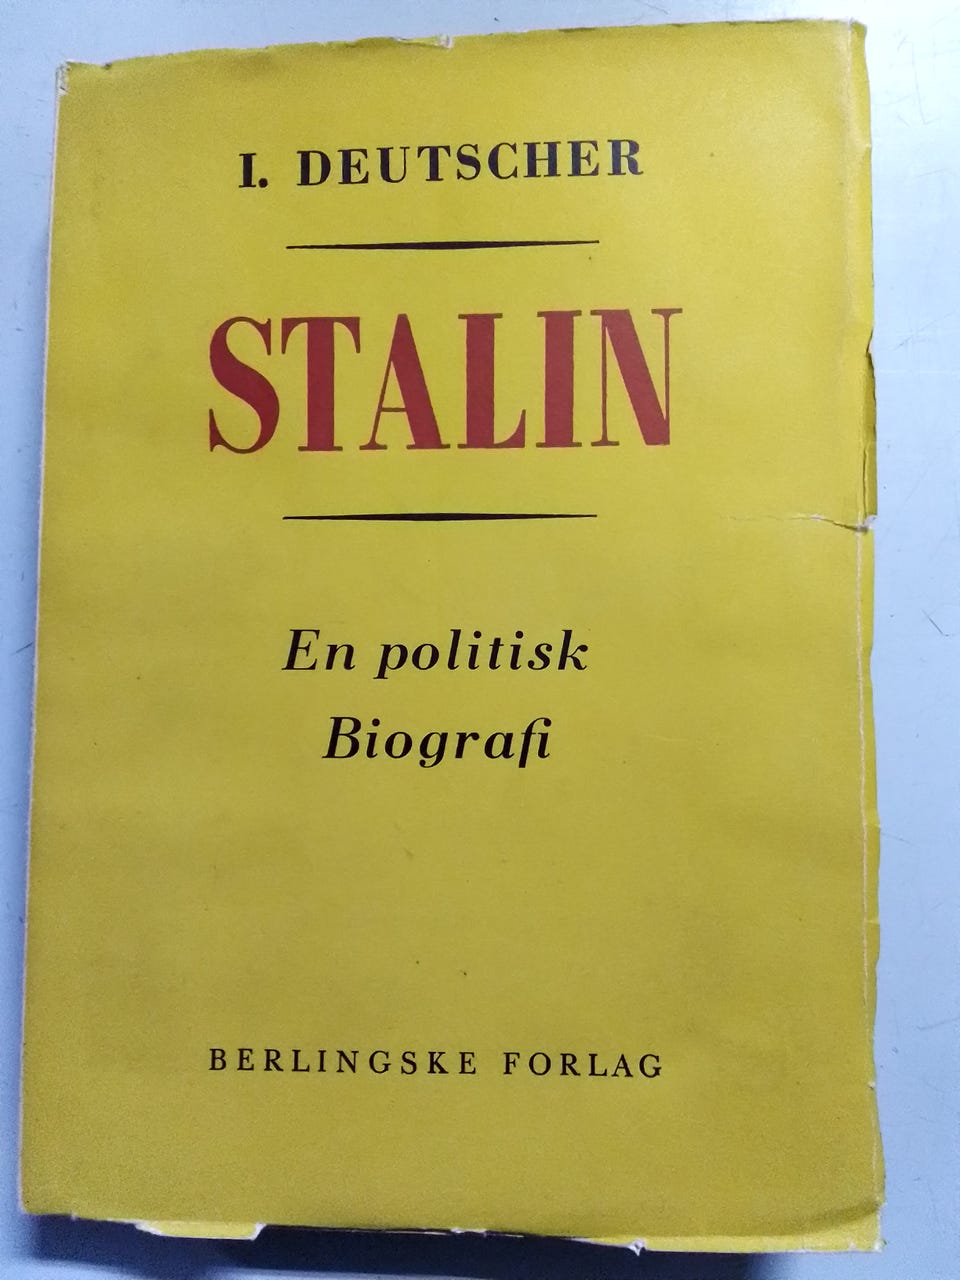 I. DEUTSCHER
STALIN
En politisk
Biografi
BERLINGSKE FORLAG